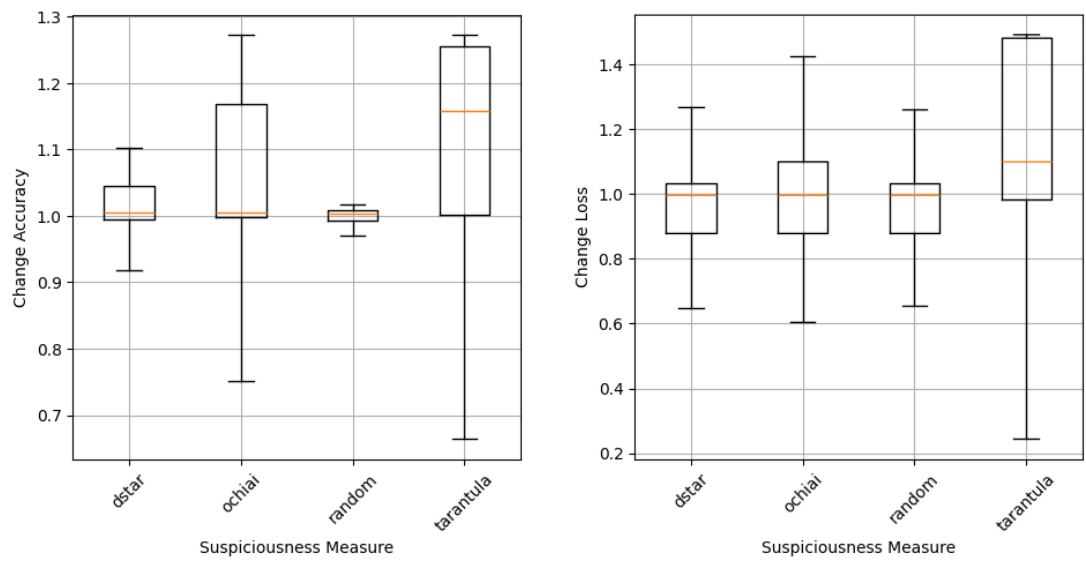 1.3
1.2
1.1
1.0
0.9
0.8
0.7
Change Accuracy
dstar
ochiai
random
tarantula
Suspiciousness Measure
1.4
1.2
1.0
0.8
0.6
0.4
0.2
Change Loss
dstar
ochiai
random
tarantula
Suspiciousness Measure